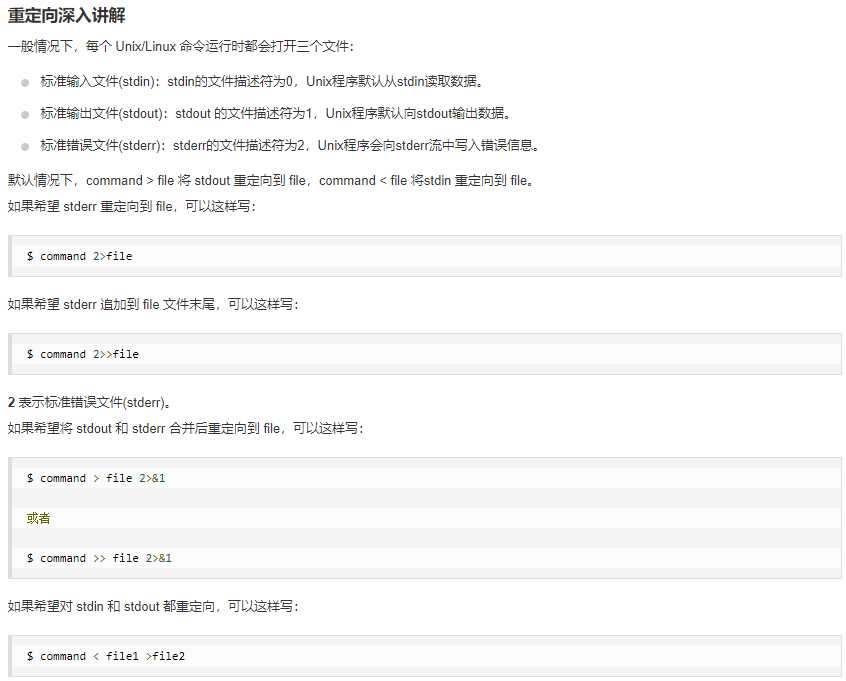 重定向深入讲解
一般情况下，每个 Unix/Linux 命令运行时都会打开三个文件：
标准输入文件(stdin)：stdin的文件描述符为0，Unix程序默认从stdin读取数据。
标准输出文件(stdout)：stdout 的文件描述符为1，Unix程序默认向stdout输出数据。
标准错误文件(stderr)：stderr的文件描述符为2，Unix程序会向stderr流中写入错误信息。
默认情况下，command > file 将 stdout 重定向到 file，command < file 将stdin 重定向到 file。
如果希望 stderr 重定向到 file，可以这样写：
$ command 2>file
如果希望 stderr 追加到 file 文件末尾，可以这样写：
$ command 2>>file
2 表示标准错误文件(stderr)。
如果希望将 stdout 和 stderr 合并后重定向到 file，可以这样写：
$ command > file 2>&1
或者
$ command >> file 2>&1
如果希望对 stdin 和 stdout 都重定向，可以这样写：
$ command < file1 >file2